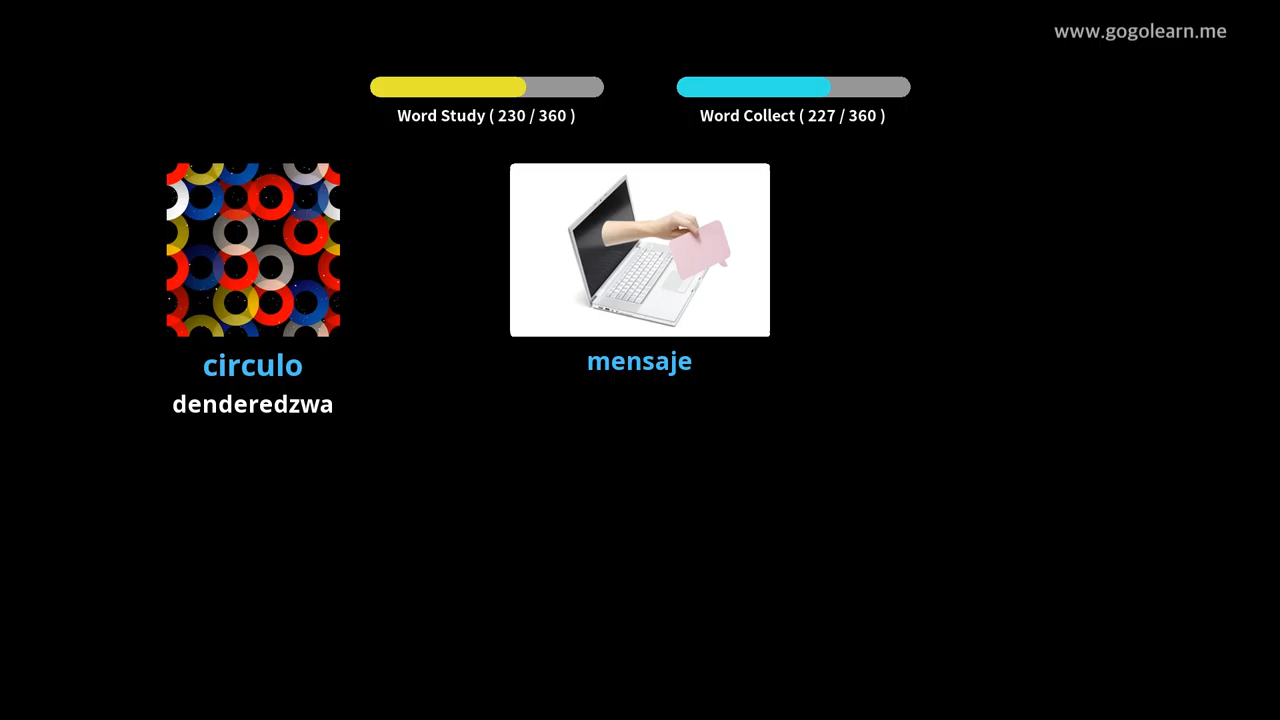 www.gogolearn.me
Word Study ( 230 / 360 )
Word Collect ( 227 / 360 )
circulo
denderedzwa
mensaje